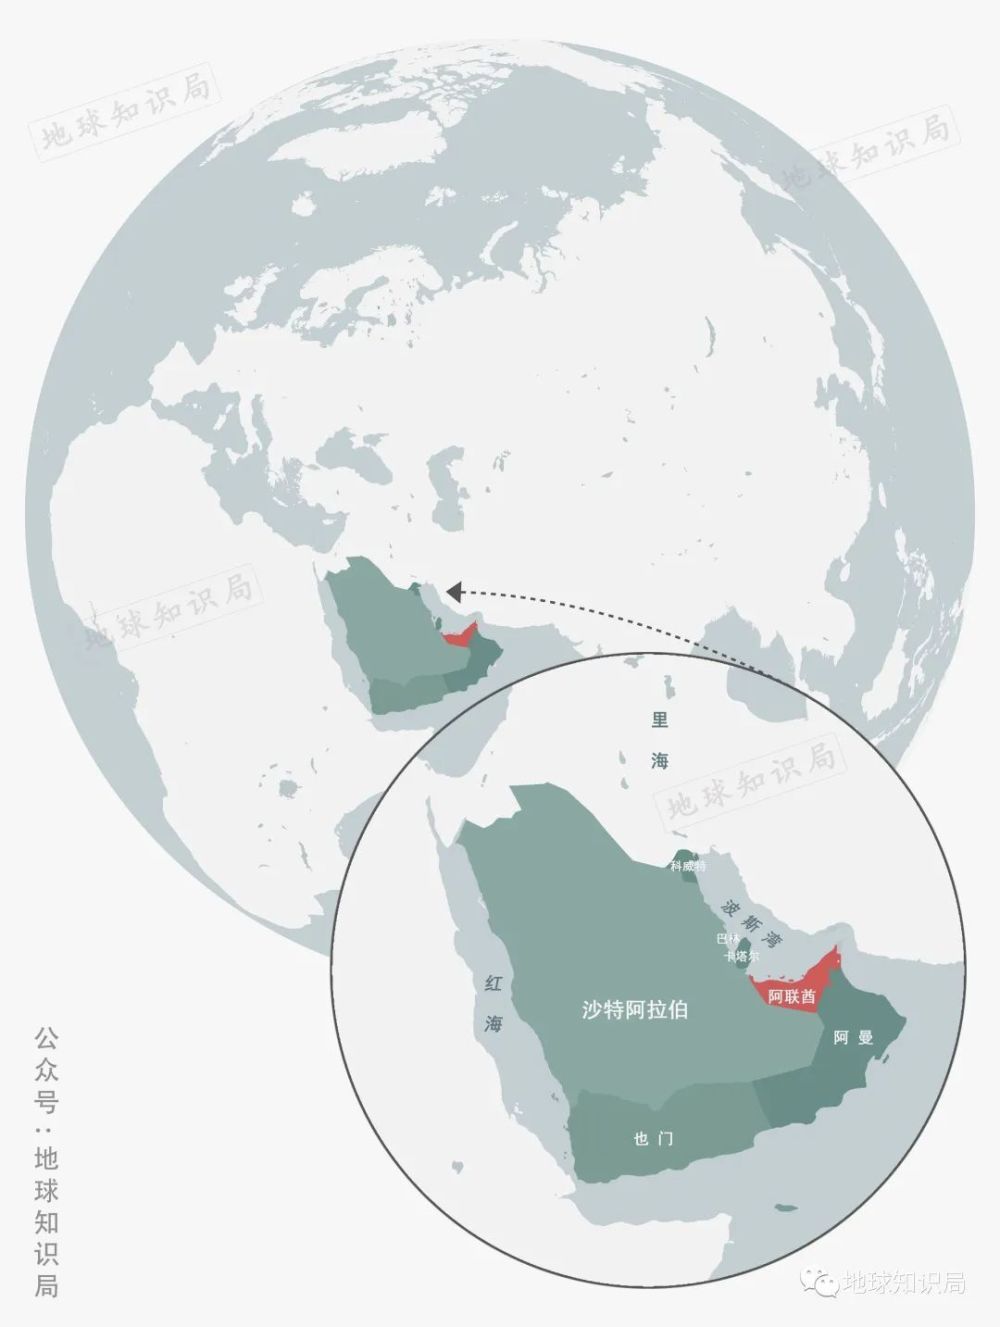 地球知识局
地球知识局
地球知识局
里海
地球知识局
科威特
波斯湾
巴林
卡塔尔
红海
阿联酋
沙特阿拉伯
阿曼
也门
公众号：地球知识局
地球知识局